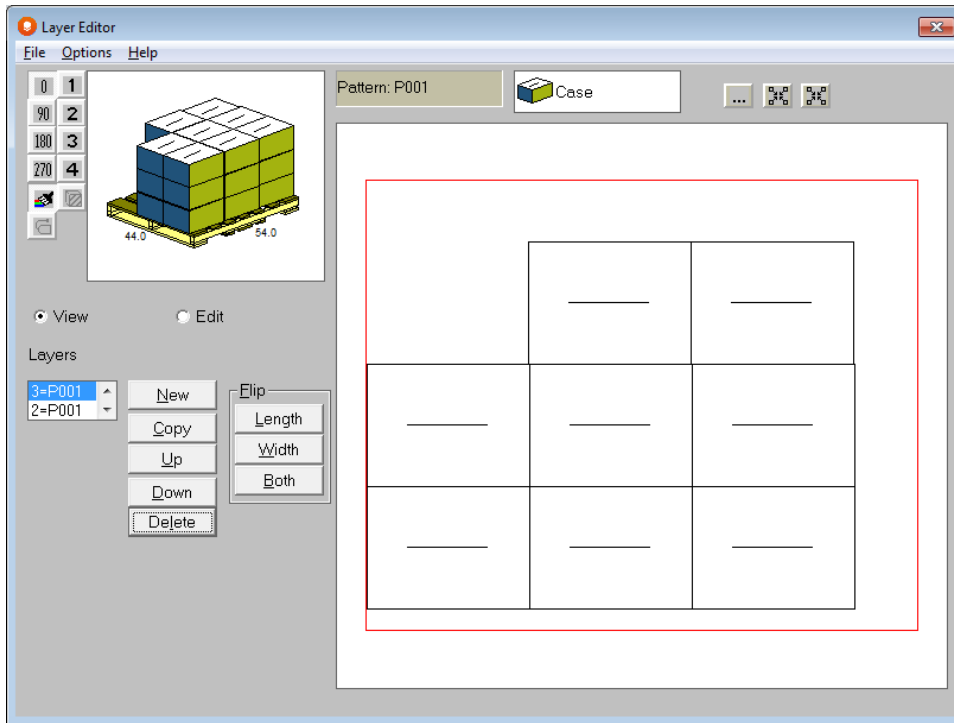 Layer Editor
File Options Help
0 1
90 2
180 3
270 4
44.0 54.0
Pattern: P001
Case
...
View Edit
Layers
3=P001
2=P001
New
Copy
Up
Down
Delete
Flip
Length
Width
Both